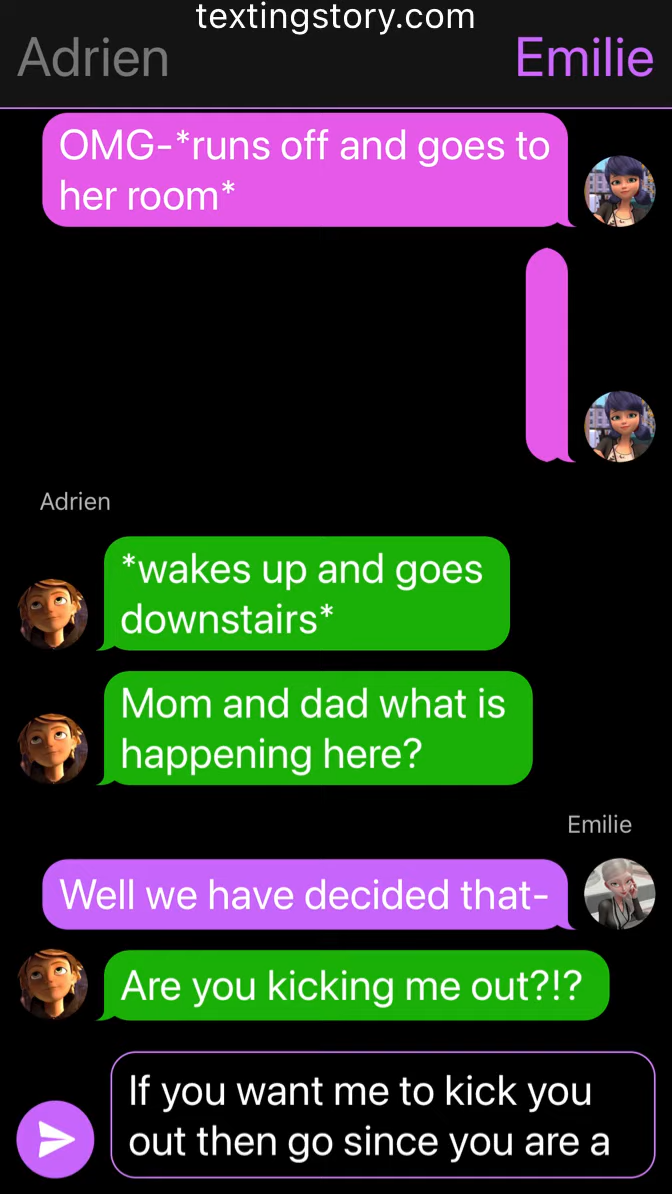 textingstory.com
Adrien
Emilie
OMG-*runs off and goes to
her room*
Adrien
*wakes up and goes
downstairs*
Mom and dad what is
happening here?
Emilie
Well we have decided that-
Are you kicking me out?!?
If you want me to kick you
out then go since you are a